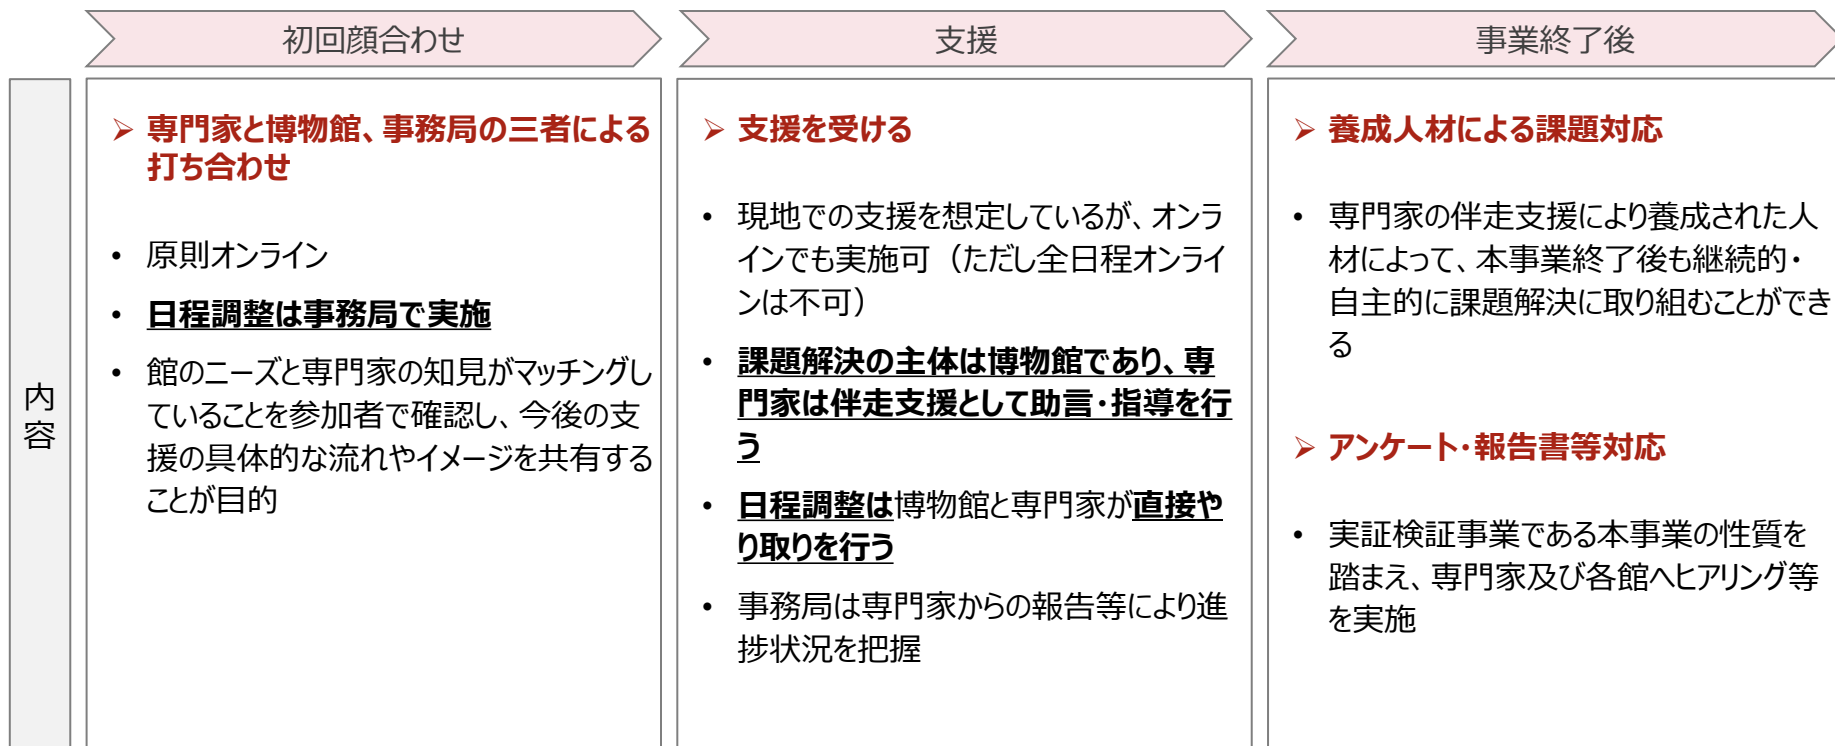 初回顔合わせ
支援
事業終了後
内
容
➢ 専門家と博物館、事務局の三者による
打ち合わせ
• 原則オンライン
• 日程調整は事務局で実施
• 館のニーズと専門家の知見がマッチングし
ていることを参加者で確認し、今後の支
援の具体的な流れやイメージを共有する
ことが目的
➢ 支援を受ける
• 現地での支援を想定しているが、オンラ
インでも実施可（ただし全日程オンライ
ンは不可）
• 課題解決の主体は博物館であり、専
門家は伴走支援として助言・指導を行
う
• 日程調整は博物館と専門家が直接や
り取りを行う
• 事務局は専門家からの報告等により進
捗状況を把握
➢ 養成人材による課題対応
• 専門家の伴走支援により養成された人
材によって、本事業終了後も継続的・
自主的に課題解決に取り組むことができ
る
➢ アンケート・報告書等対応
• 実証検証事業である本事業の性質を
踏まえ、専門家及び各館へヒアリング等
を実施